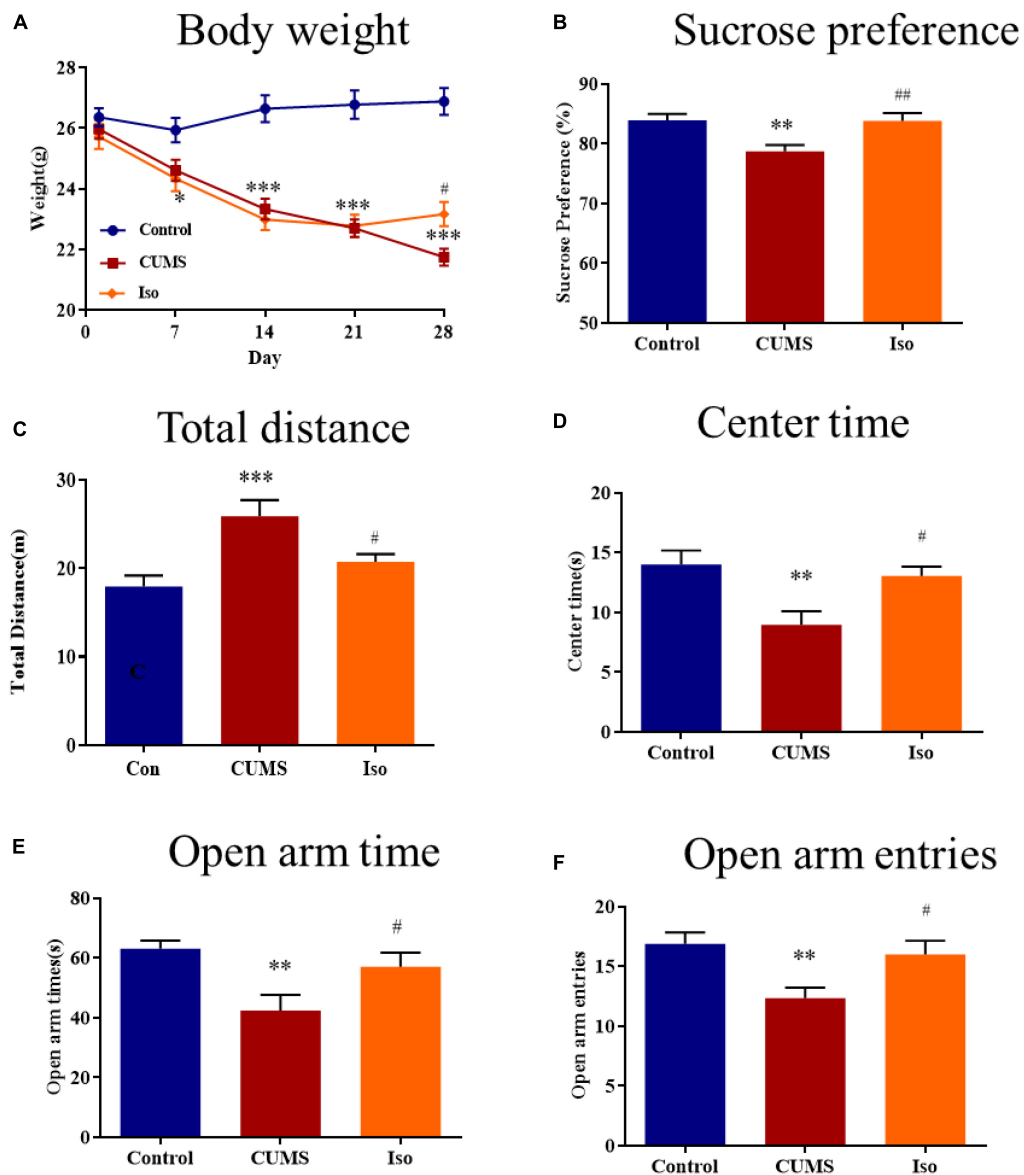 A
Body weight
28
26
24
22
20
Weight(g)
***
***
#
*
***
Control
CUMS
Iso
0 7 14 21 28
Day
B
Sucrose preference
90
80
70
60
50
Sucrose Preference (%)
**
##
Control CUMS Iso
C
Total distance
30
20
10
0
Total Distance(m)
***
#
C
Con CUMS Iso
D
Center time
20
15
10
5
0
Center time(s)
**
#
Control CUMS Iso
E
Open arm time
80
60
40
20
0
Open arm times(s)
**
#
Control CUMS Iso
F
Open arm entries
20
15
10
5
0
Open arm entries
**
#
Control CUMS Iso